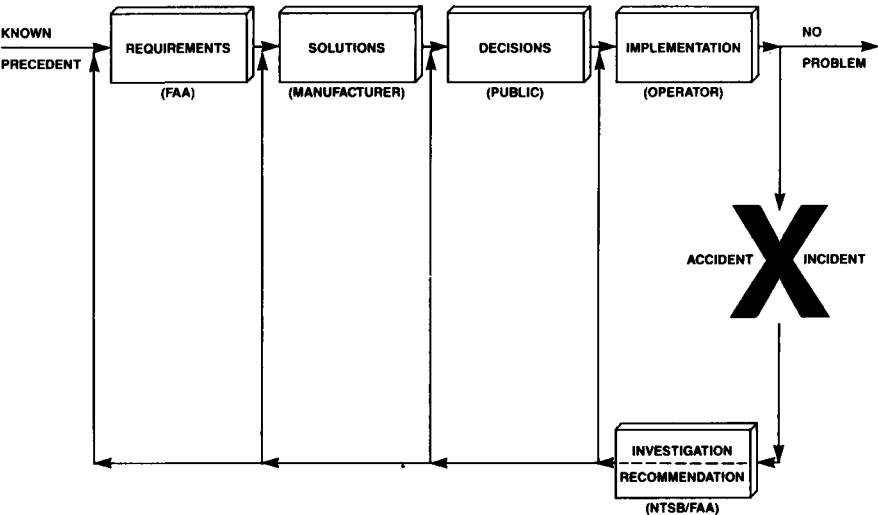 KNOWN
PRECEDENT
REQUIREMENTS
(FAA)
SOLUTIONS
(MANUFACTURER)
DECISIONS
(PUBLIC)
IMPLEMENTATION
(OPERATOR)
NO
PROBLEM
ACCIDENT X INCIDENT
INVESTIGATION
RECOMMENDATION
(NTSB/FAA)